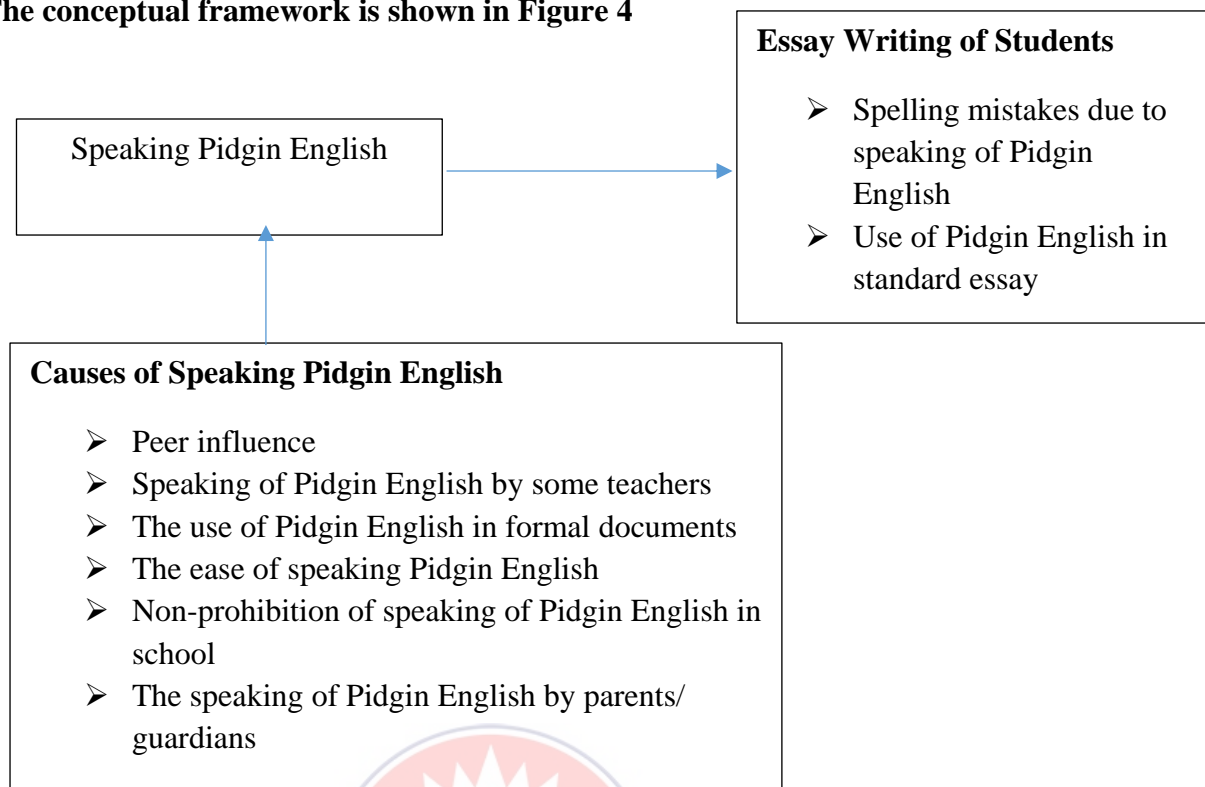 The conceptual framework is shown in Figure 4
Speaking Pidgin English
Essay Writing of Students
➢ Spelling mistakes due to
speaking of Pidgin
English
➢ Use of Pidgin English in
standard essay
Causes of Speaking Pidgin English
➢ Peer influence
➢ Speaking of Pidgin English by some teachers
➢ The use of Pidgin English in formal documents
➢ The ease of speaking Pidgin English
➢ Non-prohibition of speaking of Pidgin English in
school
➢ The speaking of Pidgin English by parents/
guardians